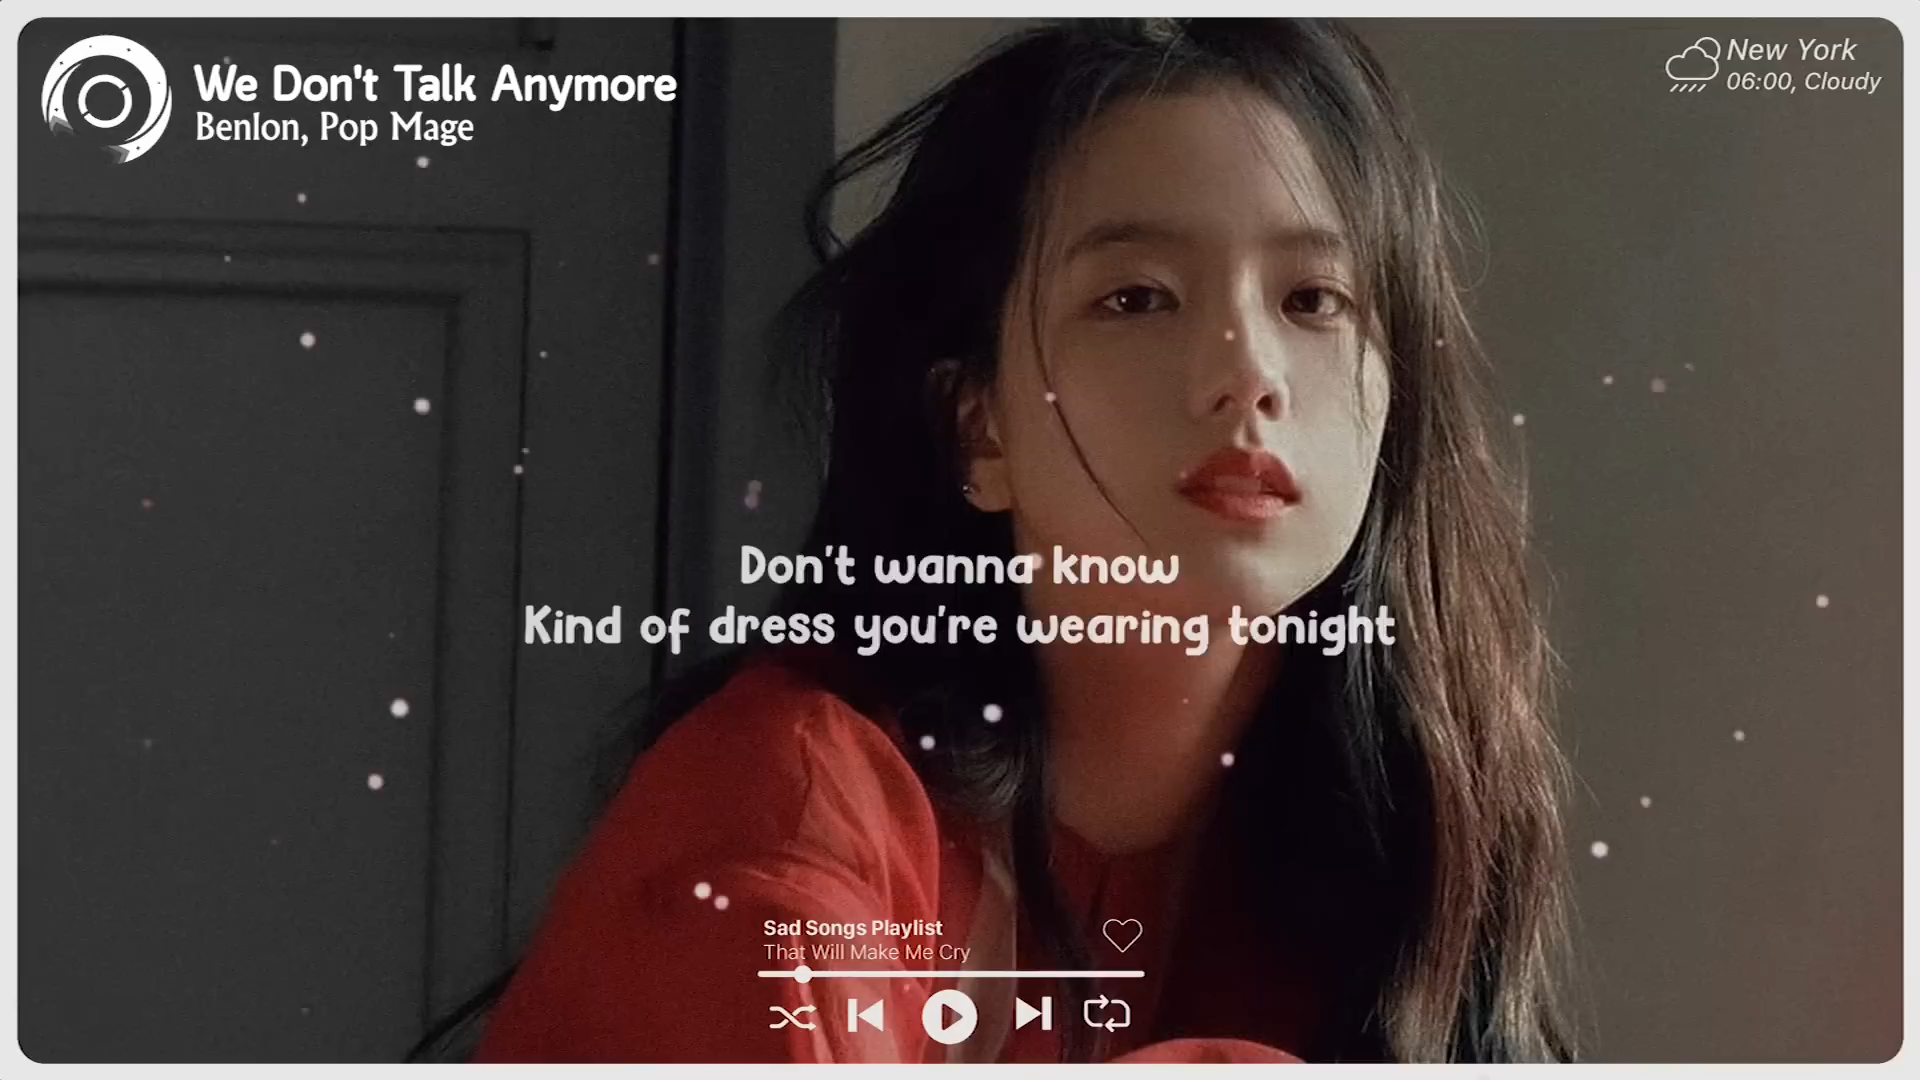 We Don't Talk Anymore
Benlon, Pop Mage
New York
06:00, Cloudy
Don't wanna know
Kind of dress you're wearing tonight
Sad Songs Playlist
That Will Make Me Cry